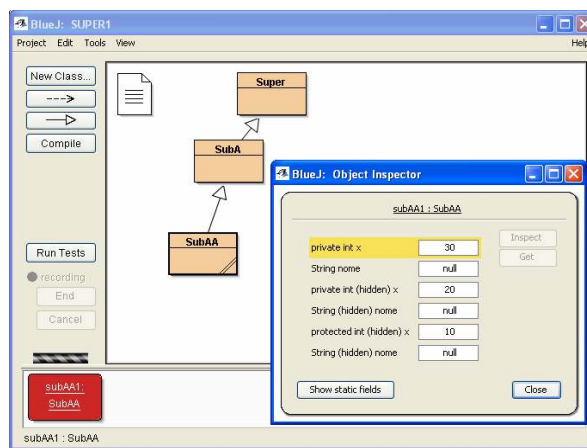 BlueJ: SUPER1
Project Edit Tools View Help
New Class...
--->
Compile
Super
SubA
SubAA
Run Tests
recording
End
Cancel
BlueJ: Object Inspector
subAA1 : SubAA
private int x 30
String nome null
private int (hidden) x 20
String (hidden) nome null
protected int (hidden) x 10
String (hidden) nome null
Inspect
Get
Show static fields
Close
subAA1:
SubAA
subAA1 : SubAA